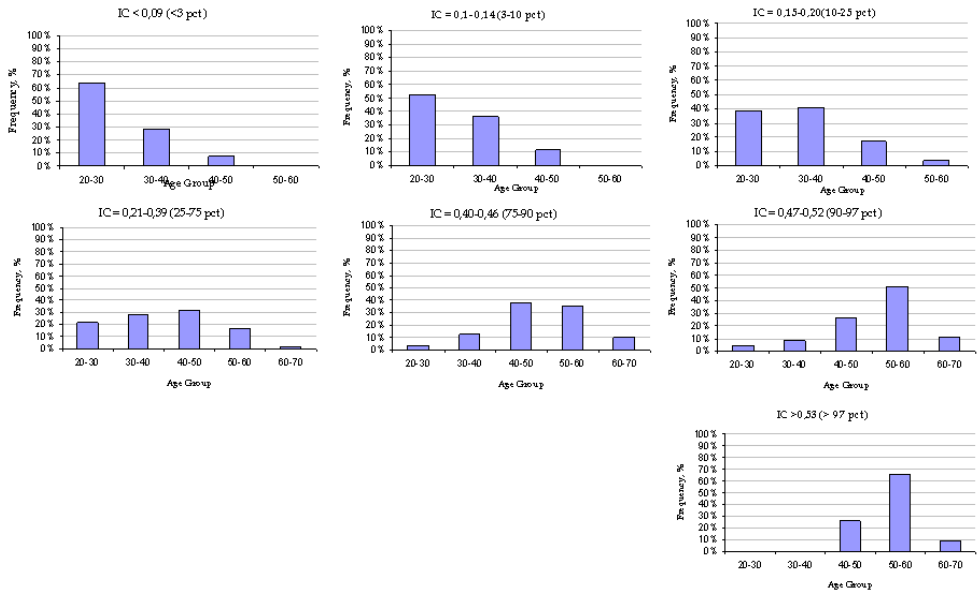 IC < 0,09 (<3 pct)
Frequency, %
100%
90%
80%
70%
60%
50%
40%
30%
20%
10%
0%
20-30 30-40 40-50 50-60
Age Group
IC = 0,1-0,14 (3-10 pct)
Frequency, %
100%
90%
80%
70%
60%
50%
40%
30%
20%
10%
0%
20-30 30-40 40-50 50-60
Age Group
IC = 0,15-0,20(10-25 pct)
Frequency, %
100%
90%
80%
70%
60%
50%
40%
30%
20%
10%
0%
20-30 30-40 40-50 50-60
Age Group
IC = 0,21-0,39 (25-75 pct)
Frequency, %
100%
90%
80%
70%
60%
50%
40%
30%
20%
10%
0%
20-30 30-40 40-50 50-60 60-70
Age Group
IC = 0,40-0,46 (75-90 pct)
Frequency, %
100%
90%
80%
70%
60%
50%
40%
30%
20%
10%
0%
20-30 30-40 40-50 50-60 60-70
Age Group
IC = 0,47-0,52 (90-97 pct)
Frequency, %
100%
90%
80%
70%
60%
50%
40%
30%
20%
10%
0%
20-30 30-40 40-50 50-60 60-70
Age Group
IC >0,53 (> 97 pct)
Frequency, %
100%
90%
80%
70%
60%
50%
40%
30%
20%
10%
0%
20-30 30-40 40-50 50-60 60-70
Age Group